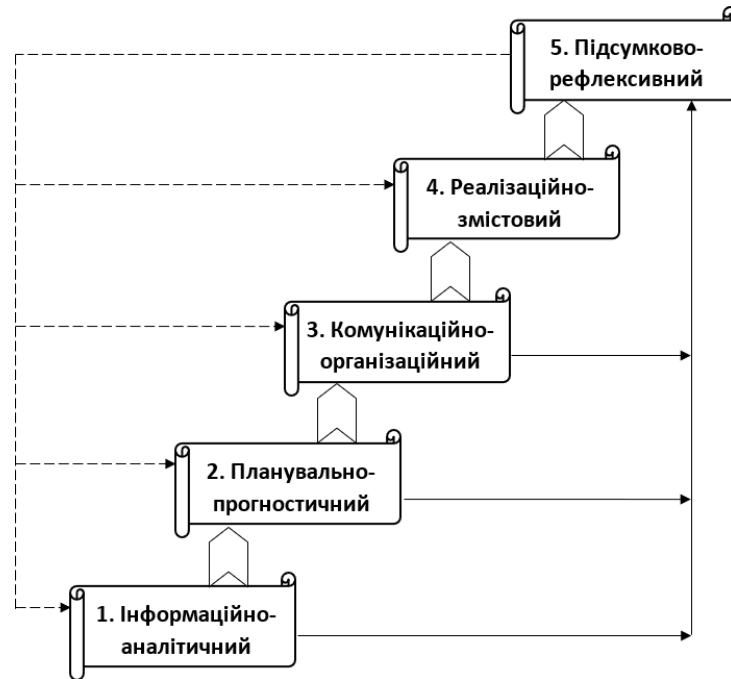 5. Підсумково-
рефлексивний
4. Реалізаційно-
змістовий
3. Комунікаційно-
організаційний
2. Планувально-
прогностичний
1. Інформаційно-
аналітичний